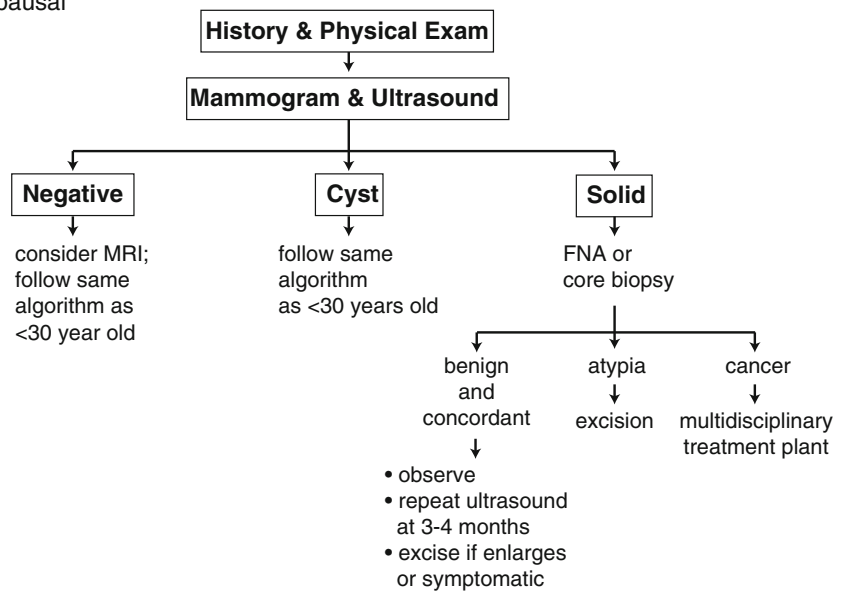 pausal
History & Physical Exam
Mammogram & Ultrasound
Negative
Cyst
Solid
consider MRI;
follow same
algorithm as
<30 year old
follow same
algorithm
as <30 years old
FNA or
core biopsy
benign
and
concordant
atypia
cancer
excision
multidisciplinary
treatment plant
• observe
• repeat ultrasound
at 3-4 months
• excise if enlarges
or symptomatic